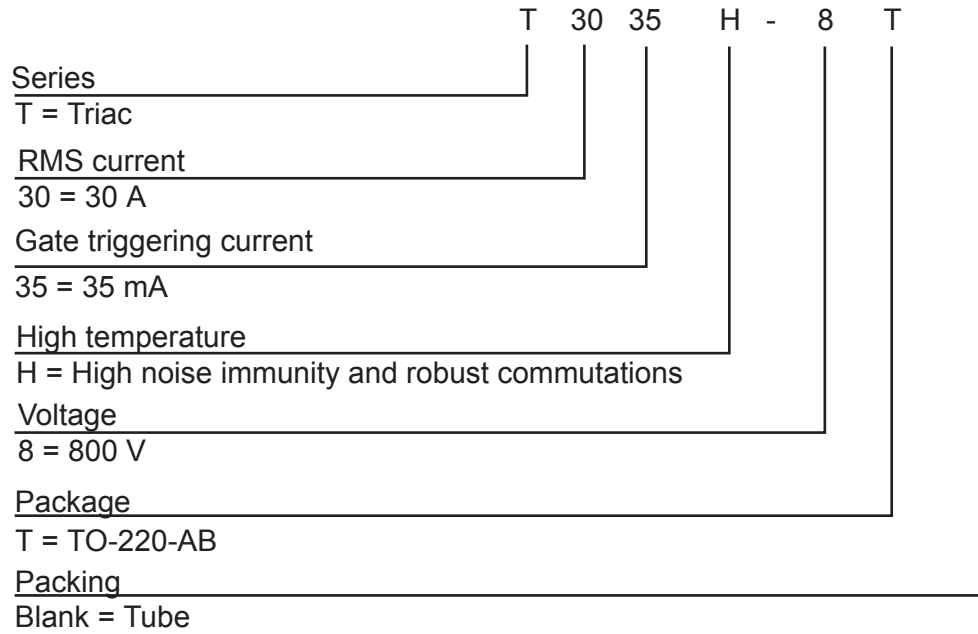 T 30 35 H - 8 T
Series
T = Triac
RMS current
30 = 30 A
Gate triggering current
35 = 35 mA
High temperature
H = High noise immunity and robust commutations
Voltage
8 = 800 V
Package
T = TO-220-AB
Packing
Blank = Tube